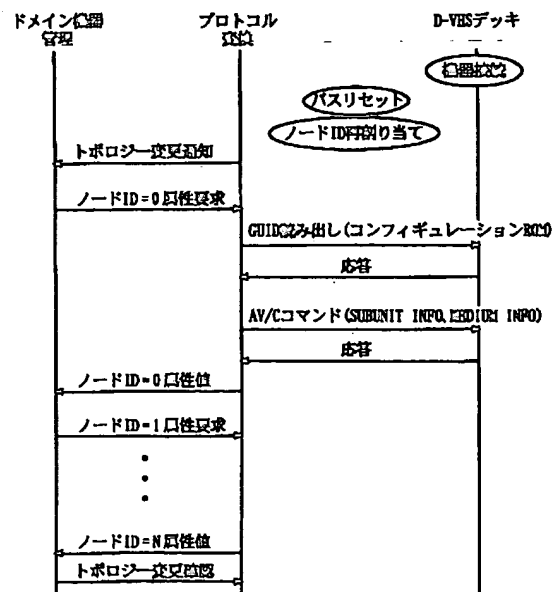 ドメイン機器
管理
プロトコル
変換
D-VHSデッキ
機器接続
バスリセット
ノードID再割り当て
トポロジー変更通知
ノードID=0属性要求
GUID読み出し(コンフィギュレーションROM)
応答
AV/Cコマンド(SUBUNIT INFO, MEDIUM INFO)
応答
ノードID=0属性値
ノードID=1属性要求
ノードID=N属性値
トポロジー変更確認